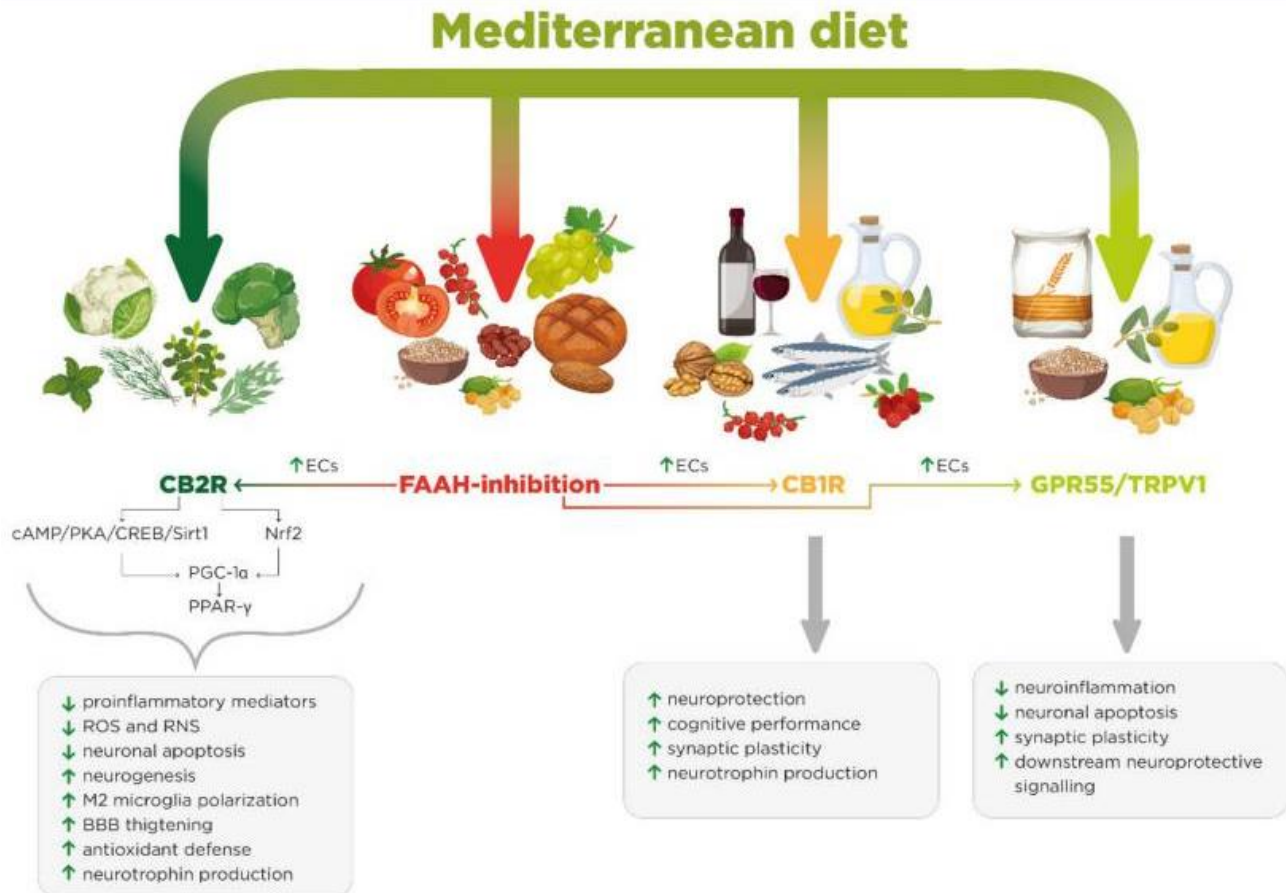 Mediterranean diet
↑ECs
↑ECs
↑ECs
CB2R
FAAH-inhibition
CB1R
GPR55/TRPV1
cAMP/PKA/CREB/Sirt1
Nrf2
PGC-1α
PPAR-γ
↓ proinflammatory mediators
↓ ROS and RNS
↓ neuronal apoptosis
↑ neurogenesis
↑ M2 microglia polarization
↑ BBB thigtening
↑ antioxidant defense
↑ neurotrophin production
↑ neuroprotection
↑ cognitive performance
↑ synaptic plasticity
↑ neurotrophin production
↓ neuroinflammation
↓ neuronal apoptosis
↑ synaptic plasticity
↑ downstream neuroprotective
signalling